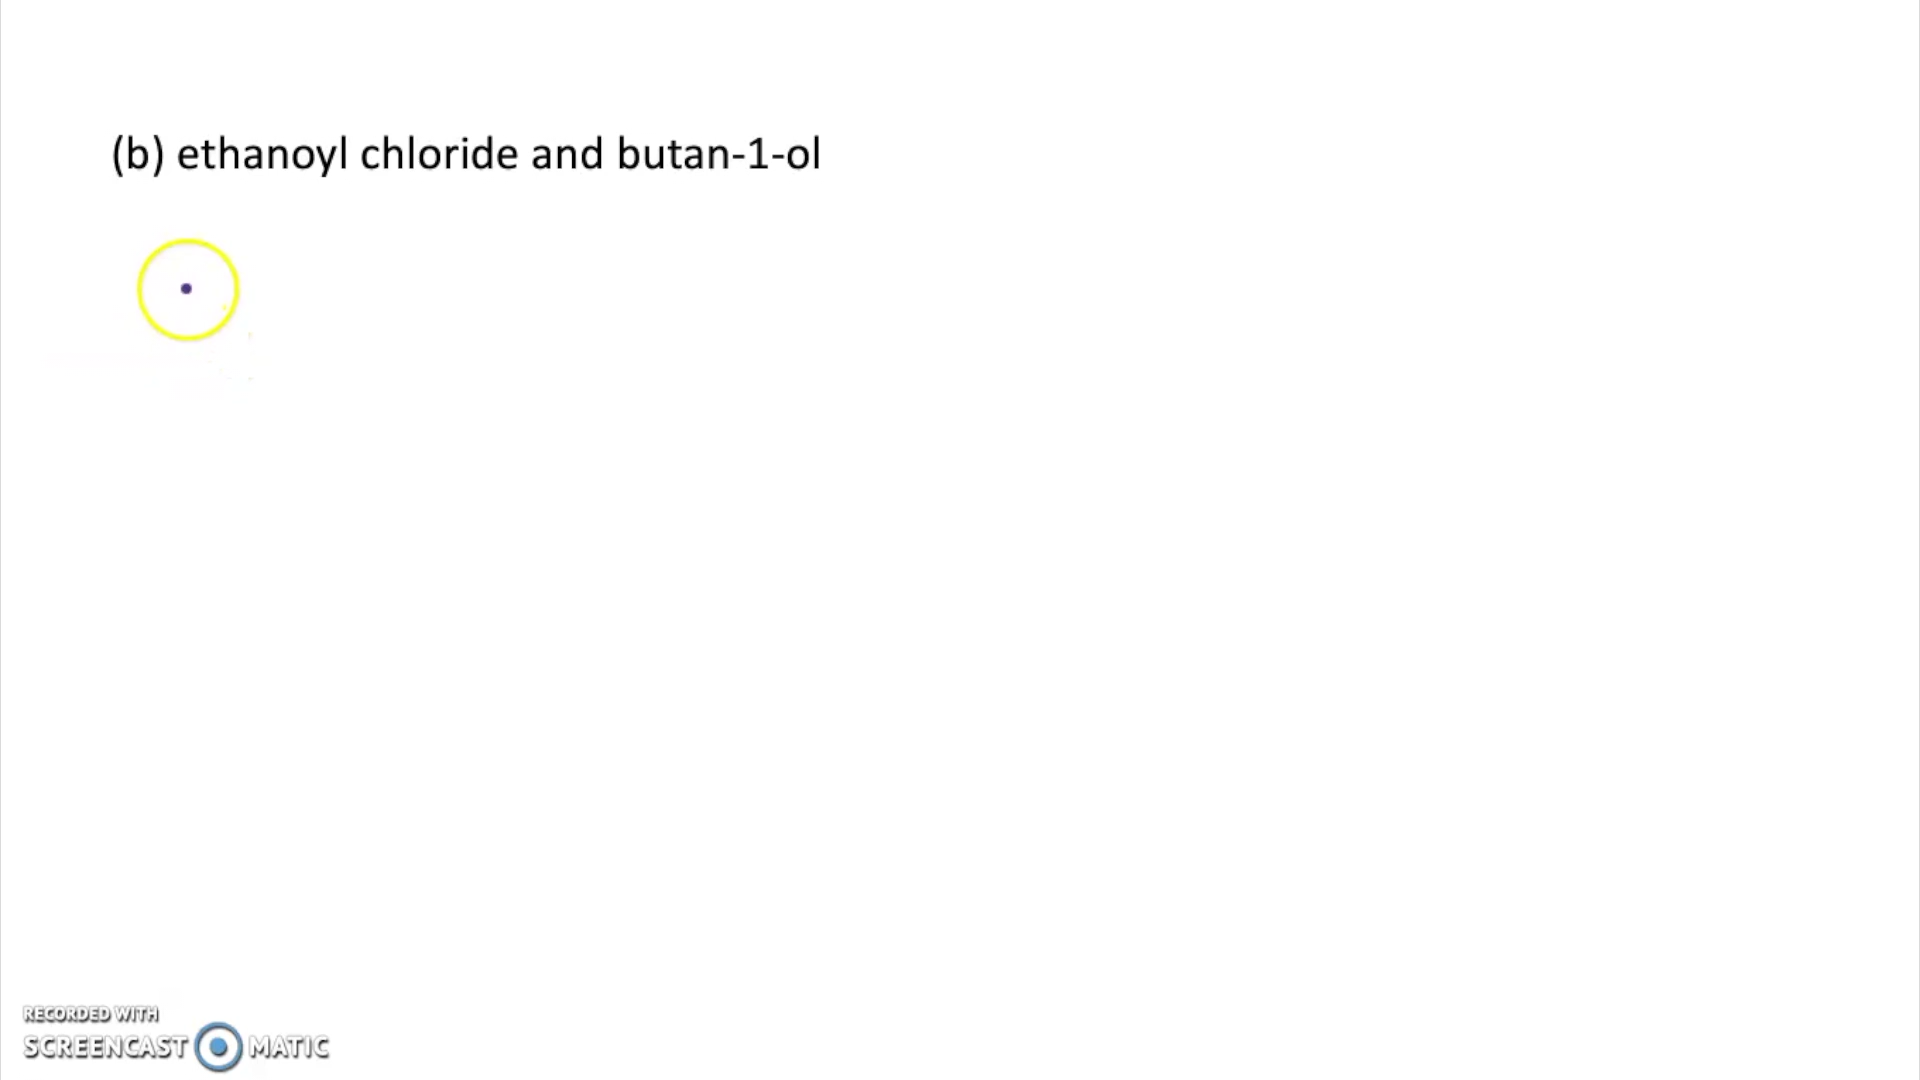 (b) ethanoyl chloride and butan-1-ol
RECORDED WITH
SCREENCAST MATIC